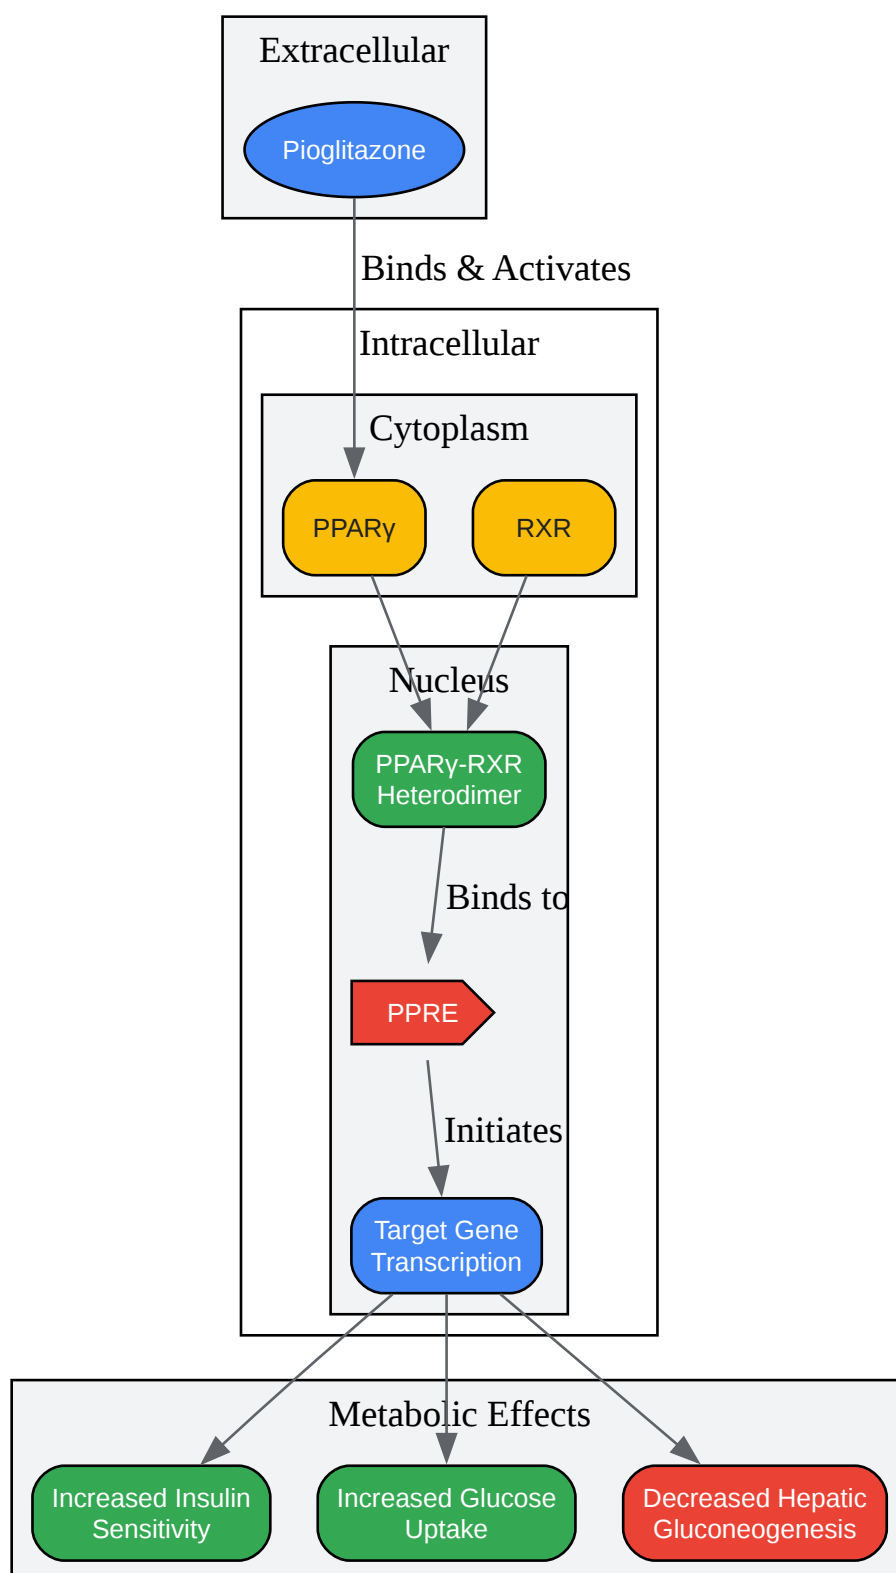 Extracellular
Pioglitazone
Binds & Activates
Intracellular
Cytoplasm
PPARγ
RXR
Nucleus
PPARγ-RXR
Heterodimer
Binds to
PPRE
Initiates
Target Gene
Transcription
Metabolic Effects
Increased Insulin
Sensitivity
Increased Glucose
Uptake
Decreased Hepatic
Gluconeogenesis